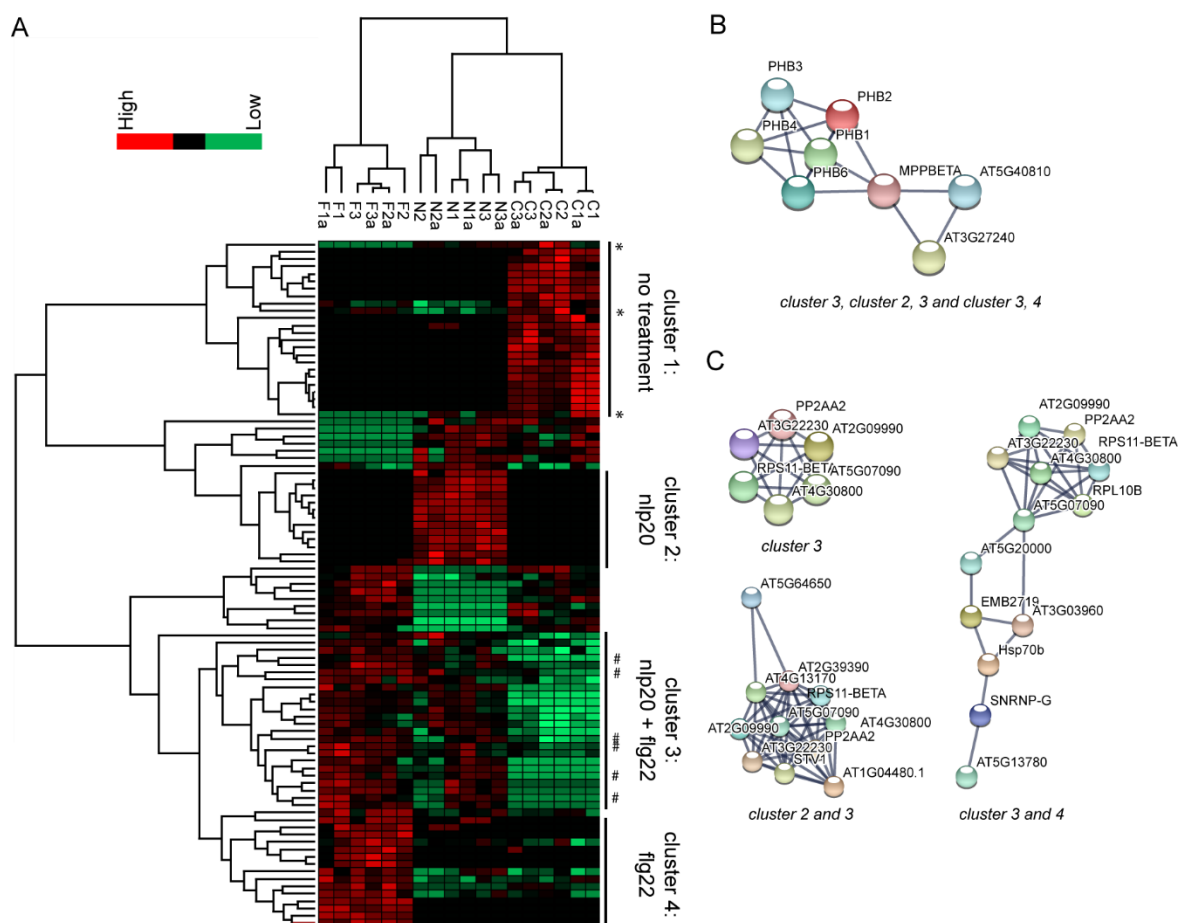 A
High
Low
F1a
F1
F3
F3a
F2a
F2
N2
N2a
N1
N1a
N3
N3a
C3a
C3
C2a
C2
C1a
C1
*
cluster 1:
no treatment
*
*
cluster 2:
nlp20
cluster 3:
nlp20 + flg22
#
#
#
#
#
#
cluster 4:
flg22
B
PHB3
PHB2
PHB4
PHB1
PHB6
MPPBETA
AT5G40810
AT3G27240
cluster 3, cluster 2, 3 and cluster 3, 4
C
PP2AA2
AT3G22230
AT2G09990
RPS11-BETA
AT5G07090
AT4G30800
cluster 3
AT5G64650
AT2G39390
AT4G13170
RPS11-BETA
AT5G07090
AT2G09990
AT4G30800
PP2AA2
AT3G22230
STV1
AT1G04480.1
cluster 2 and 3
AT2G09990
PP2AA2
RPS11-BETA
AT3G22230
AT4G30800
RPL10B
AT5G07090
AT5G20000
EMB2719
AT3G03960
Hsp70b
SNRNP-G
AT5G13780
cluster 3 and 4